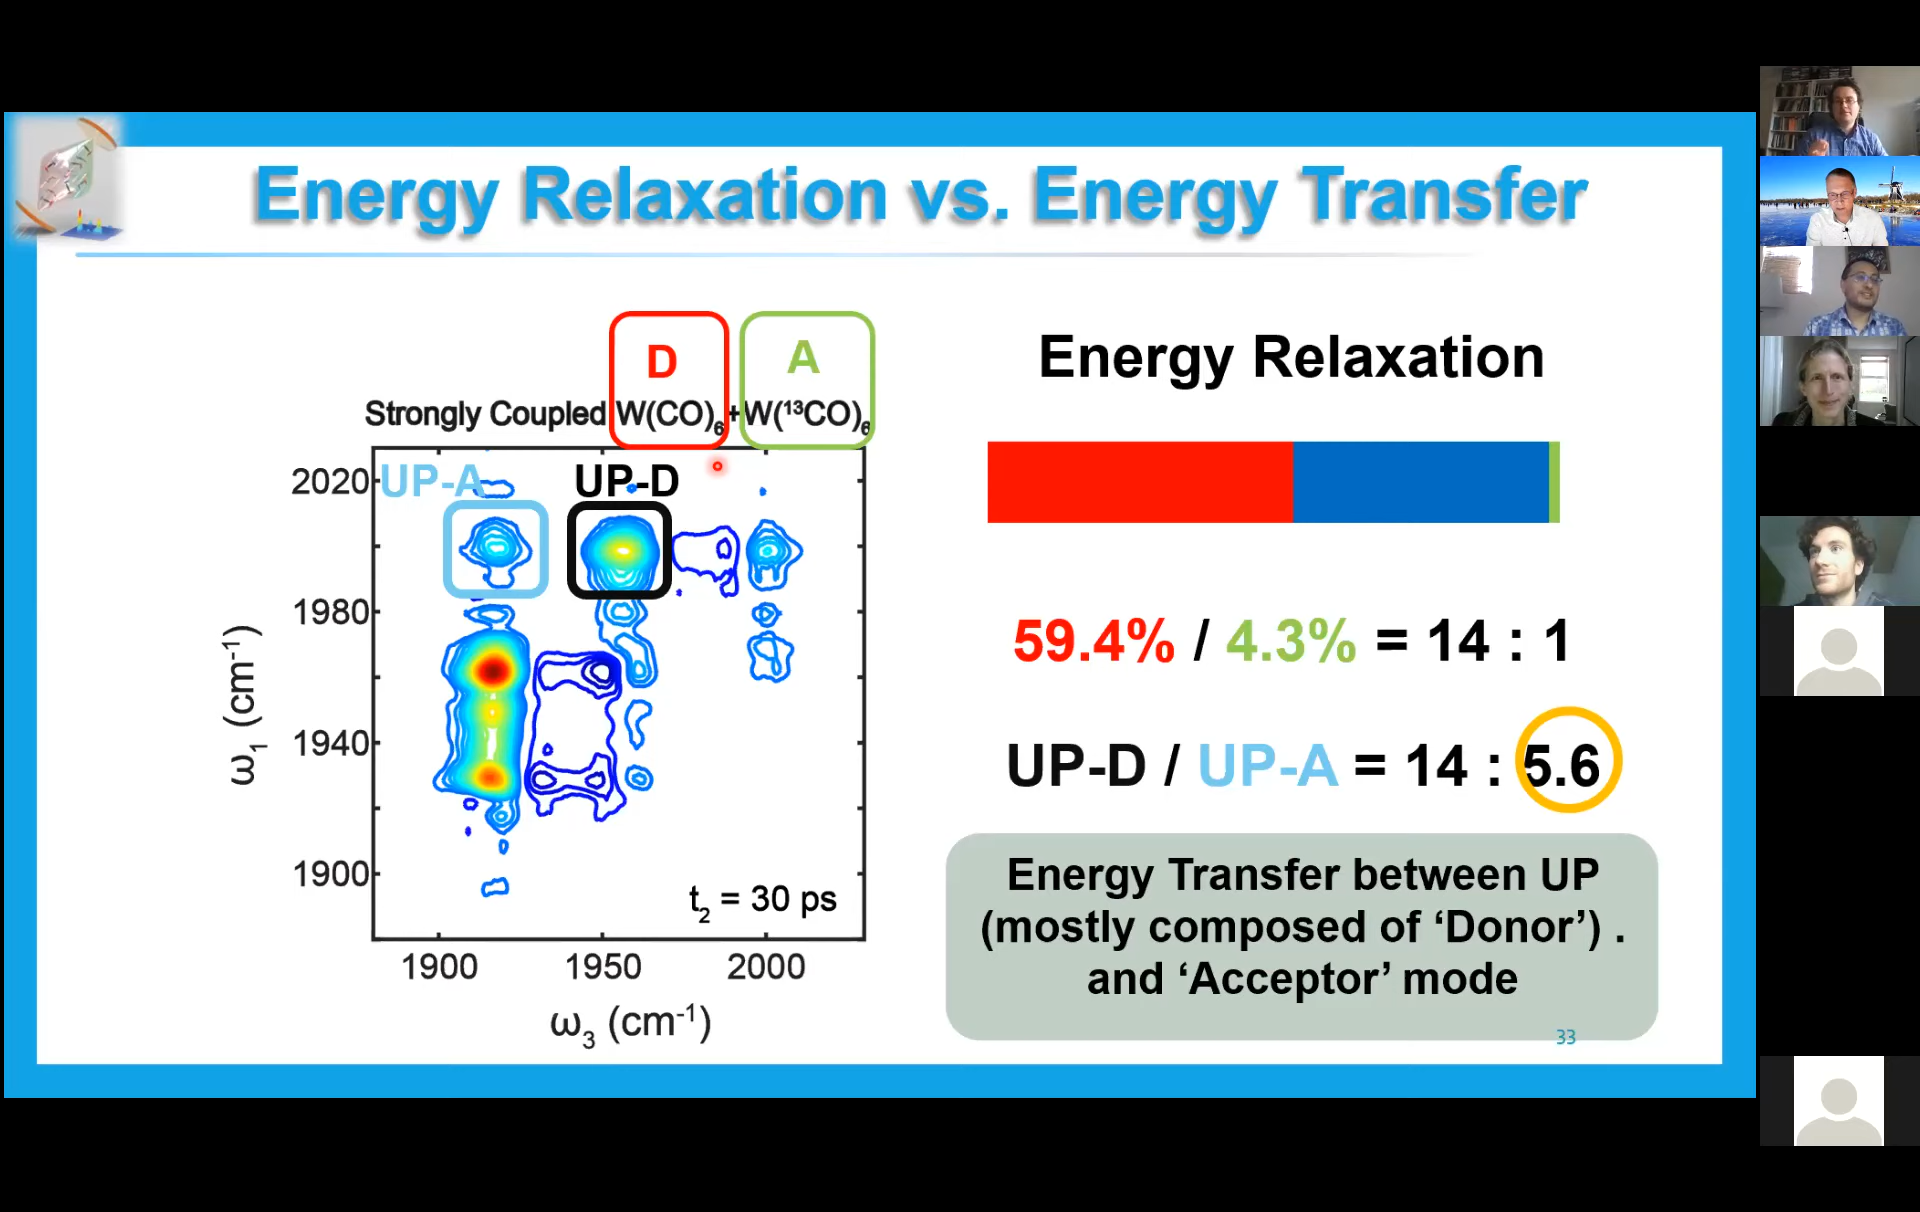 Energy Relaxation vs. Energy Transfer
D
A
Strongly Coupled W(CO)₆+W(¹³CO)₆
UP-A
UP-D
2020
1980
1940
1900
ω₁ (cm⁻¹)
t₂ = 30 ps
1900 1950 2000
ω₃ (cm⁻¹)
Energy Relaxation
59.4% / 4.3% = 14 : 1
UP-D / UP-A = 14 : 5.6
Energy Transfer between UP
(mostly composed of ‘Donor’) .
and ‘Acceptor’ mode
33